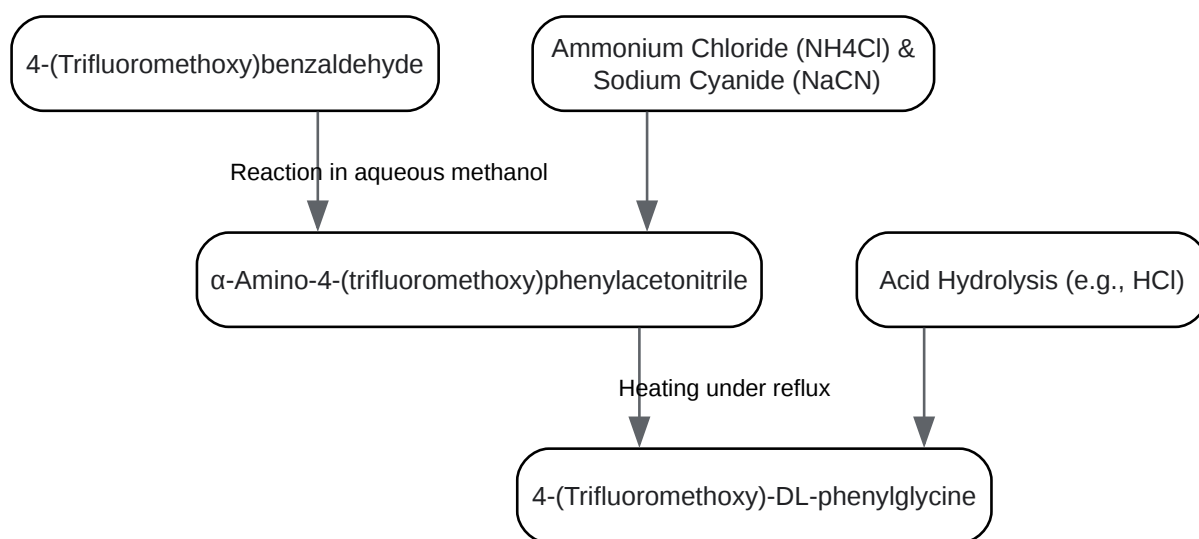 4-(Trifluoromethoxy)benzaldehyde
Ammonium Chloride (NH4Cl) &
Sodium Cyanide (NaCN)
Reaction in aqueous methanol
α-Amino-4-(trifluoromethoxy)phenylacetonitrile
Acid Hydrolysis (e.g., HCl)
Heating under reflux
4-(Trifluoromethoxy)-DL-phenylglycine